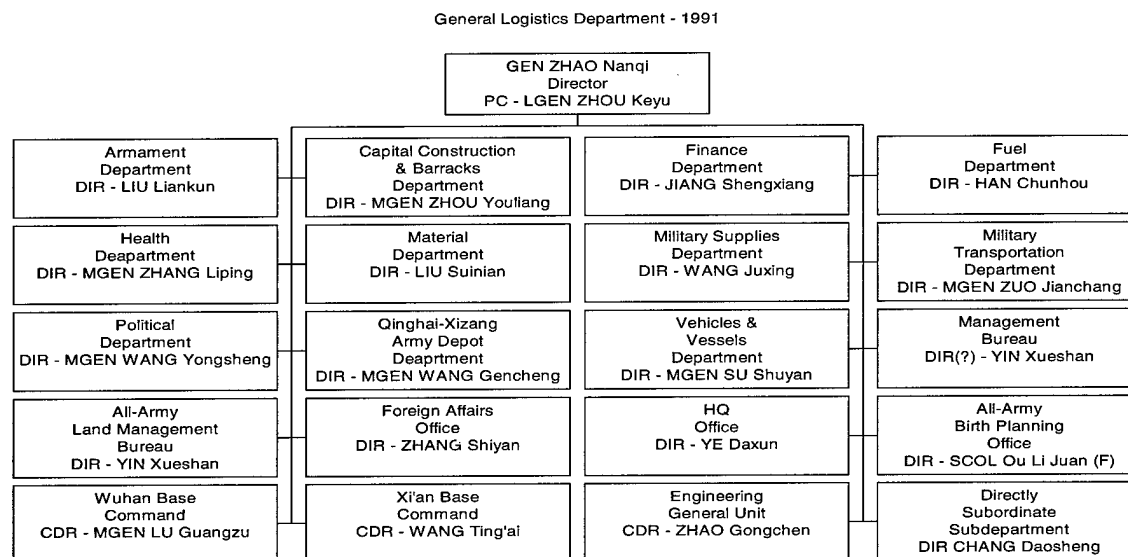 General Logistics Department - 1991
GEN ZHAO Nanqi
Director
PC - LGEN ZHOU Keyu
Armament
Department
DIR - LIU Liankun
Capital Construction
& Barracks
Department
DIR - MGEN ZHOU Youliang
Finance
Department
DIR - JIANG Shengxiang
Fuel
Department
DIR - HAN Chunhou
Health
Deapartment
DIR - MGEN ZHANG Liping
Material
Department
DIR - LIU Suinian
Military Supplies
Department
DIR - WANG Juxing
Military
Transportation
Department
DIR - MGEN ZUO Jianchang
Political
Department
DIR - MGEN WANG Yongsheng
Qinghai-Xizang
Army Depot
Deaprtment
DIR - MGEN WANG Gencheng
Vehicles &
Vessels
Department
DIR - MGEN SU Shuyan
Management
Bureau
DIR(?) - YIN Xueshan
All-Army
Land Management
Bureau
DIR - YIN Xueshan
Foreign Affairs
Office
DIR - ZHANG Shiyan
HQ
Office
DIR - YE Daxun
All-Army
Birth Planning
Office
DIR - SCOL Ou Li Juan (F)
Wuhan Base
Command
CDR - MGEN LU Guangzu
Xi'an Base
Command
CDR - WANG Ting'ai
Engineering
General Unit
CDR - ZHAO Gongchen
Directly
Subordinate
Subdepartment
DIR CHANG Daosheng